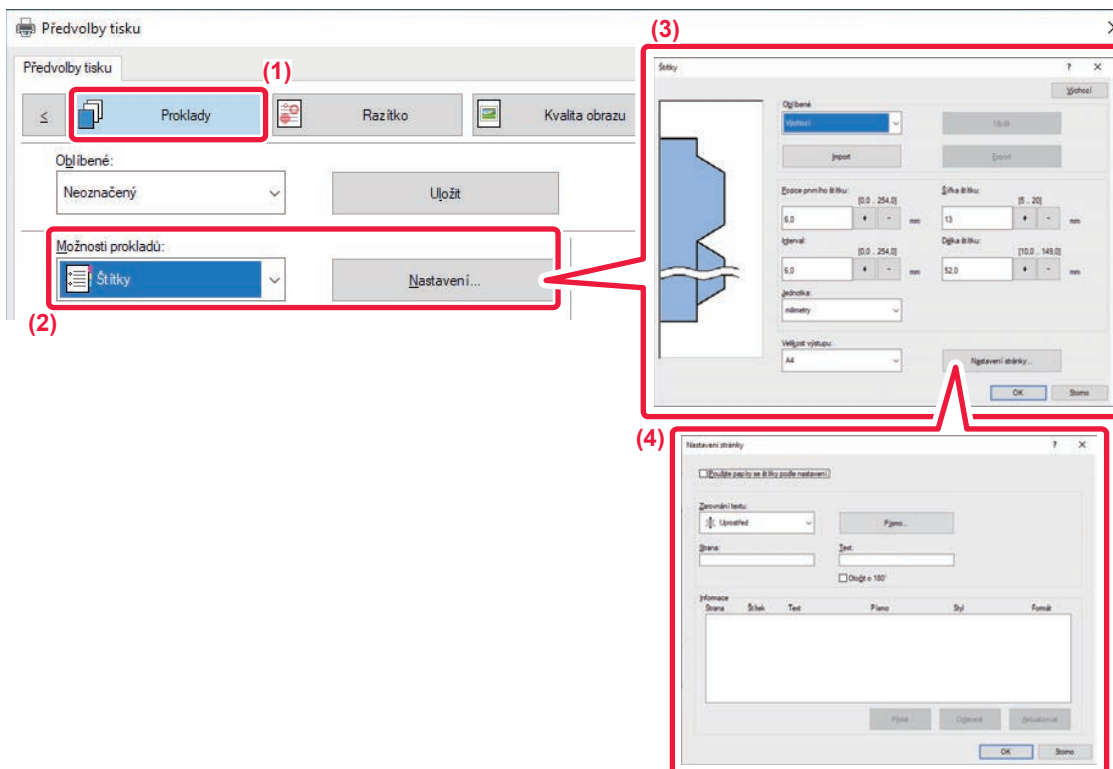 Předvolby tisku
Předvolby tisku
(1)
≤ Proklady Razítko Kvalita obrazu
Oblíbené:
Neoznačený Uložit
Možnosti prokladů:
Štítky Nastavení...
(2)
(3)
Štítky ? ×
Výchozí
Oblíbené
Výchozí Uložit
Import Export
Pozice prvního štítku: Šířka štítku:
[0,0 .. 254,0] [5 .. 20]
6,0 + - mm 13 + - mm
Interval: Délka štítku:
[0,0 .. 254,0] [10,0 .. 149,0]
6,0 + - mm 52,0 + - mm
Jednotka:
milimetry
Velikost výstupu:
A4 Nastavení stránky...
OK Storno
(4)
Nastavení stránky ? ×
Použijte papíry se štítky podle nastavení
Zarovnání textu:
Uprostřed Písmo...
Strana: Text:
Otočit o 180°
Informace
Strana Štítek Text Písmo Styl Formát
Přidat Odstranit Aktualizovat
OK Storno